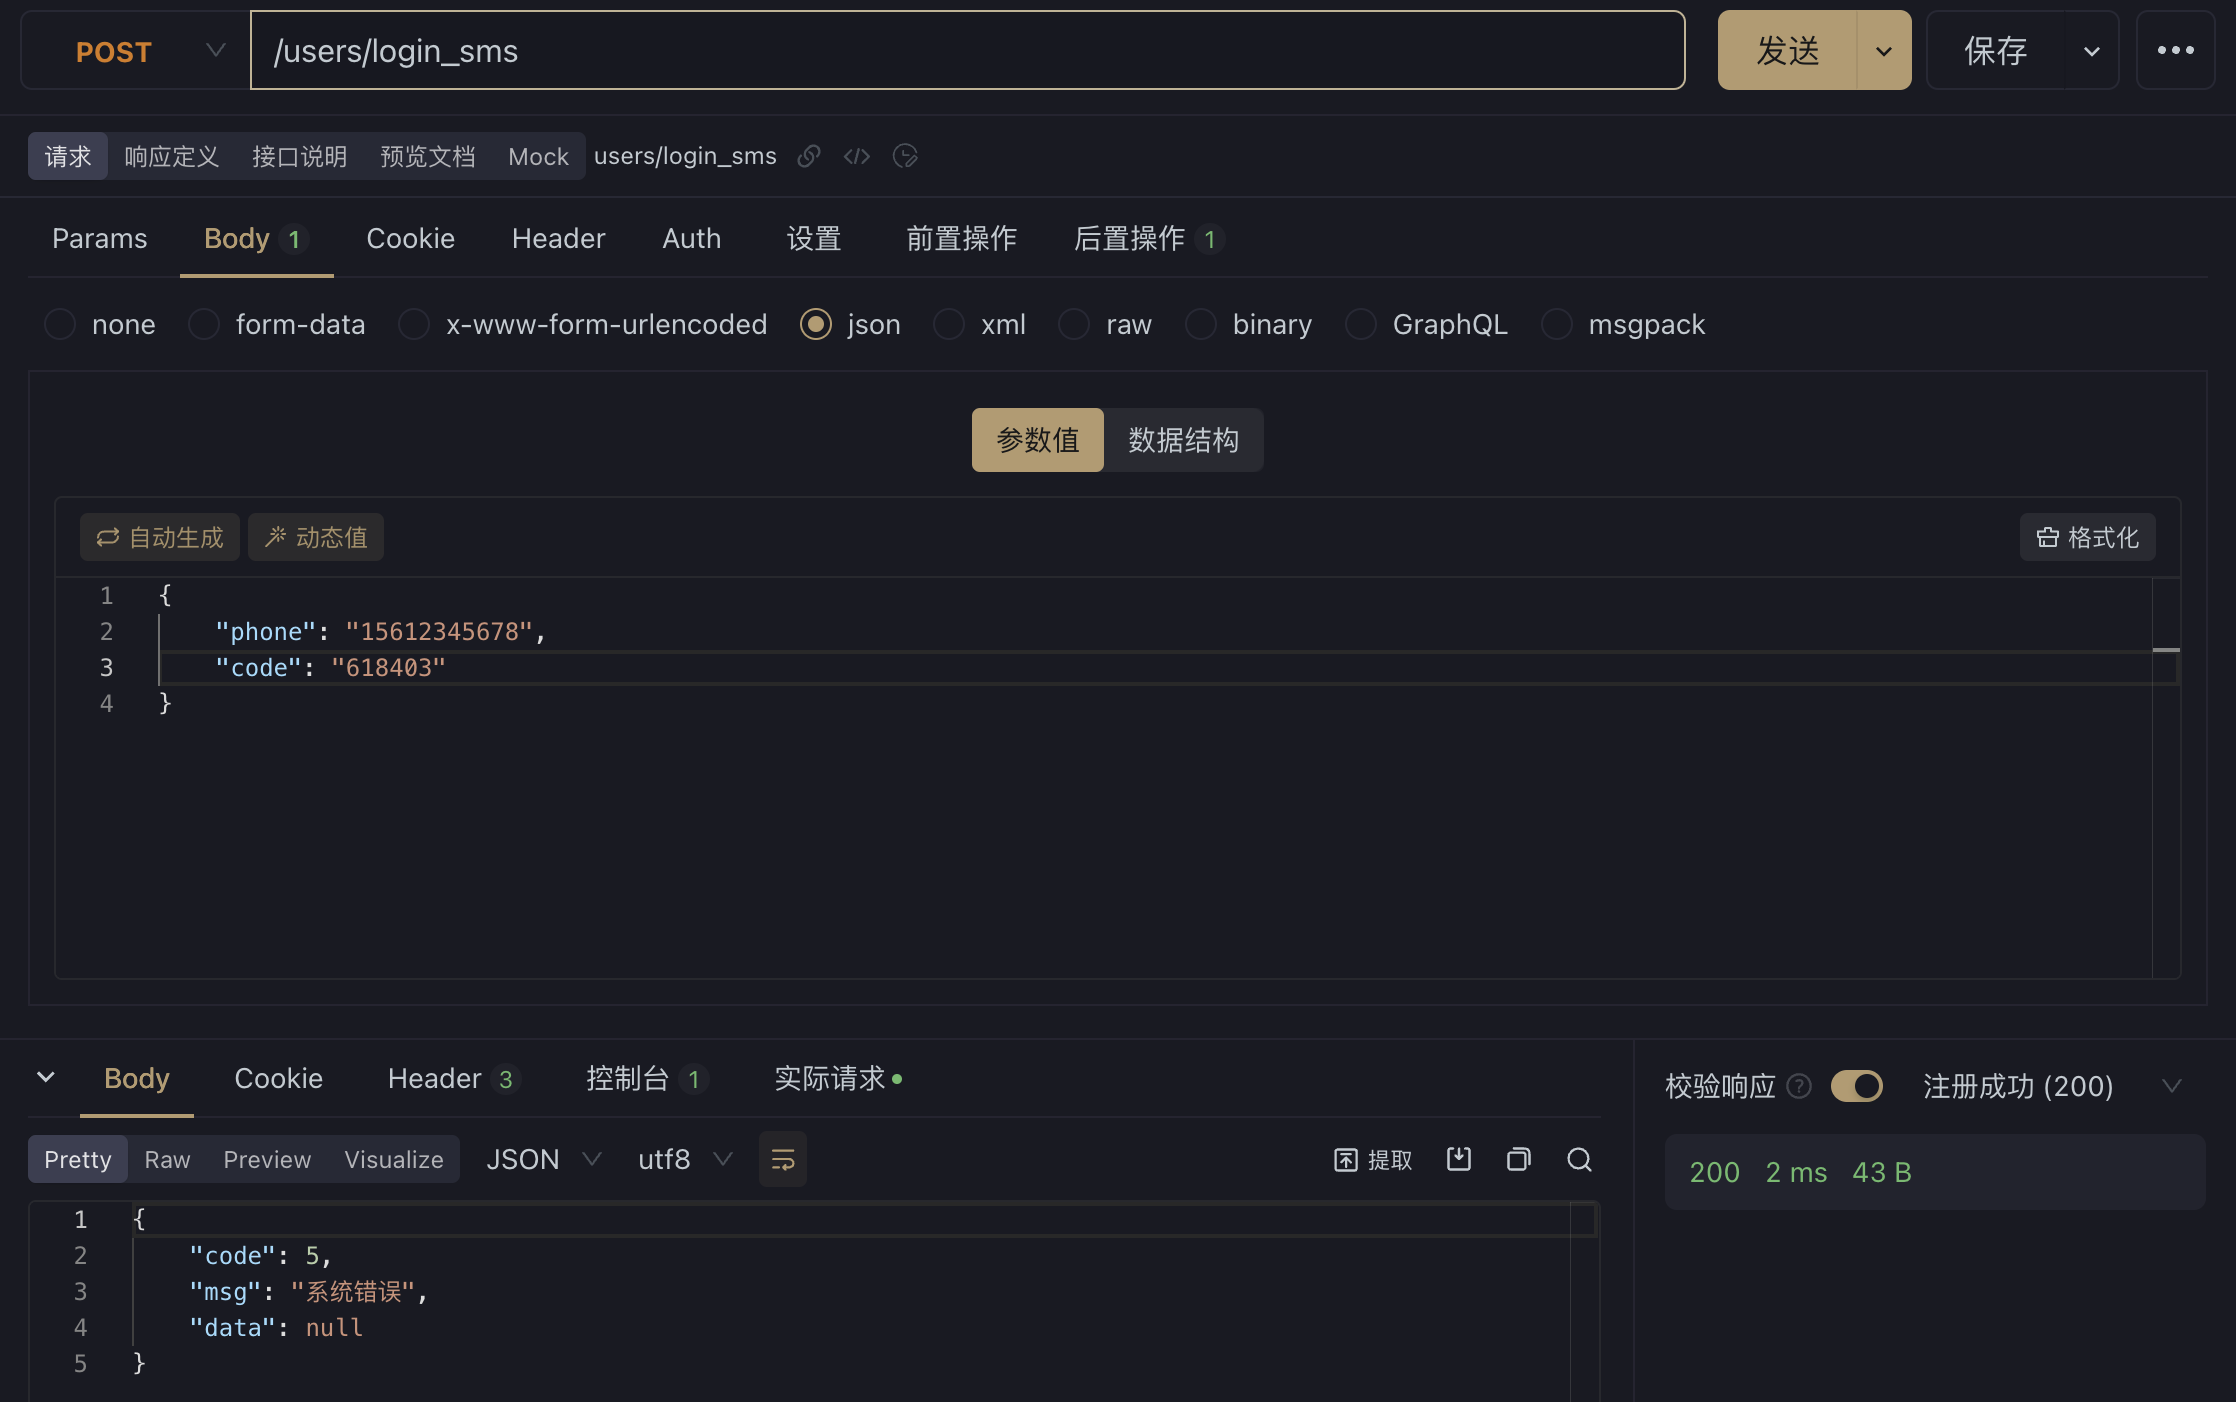 POST /users/login_sms 发送 保存
请求 响应定义 接口说明 预览文档 Mock users/login_sms
Params Body 1 Cookie Header Auth 设置 前置操作 后置操作 1
none form-data x-www-form-urlencoded json xml raw binary GraphQL msgpack
参数值 数据结构
自动生成 动态值 格式化
1 {
2 "phone": "15612345678",
3 "code": "618403"
4 }
Body Cookie Header 3 控制台 1 实际请求 校验响应 ? 注册成功 (200)
Pretty Raw Preview Visualize JSON utf8 提取 200 2 ms 43 B
1 {
2 "code": 5,
3 "msg": "系统错误",
4 "data": null
5 }